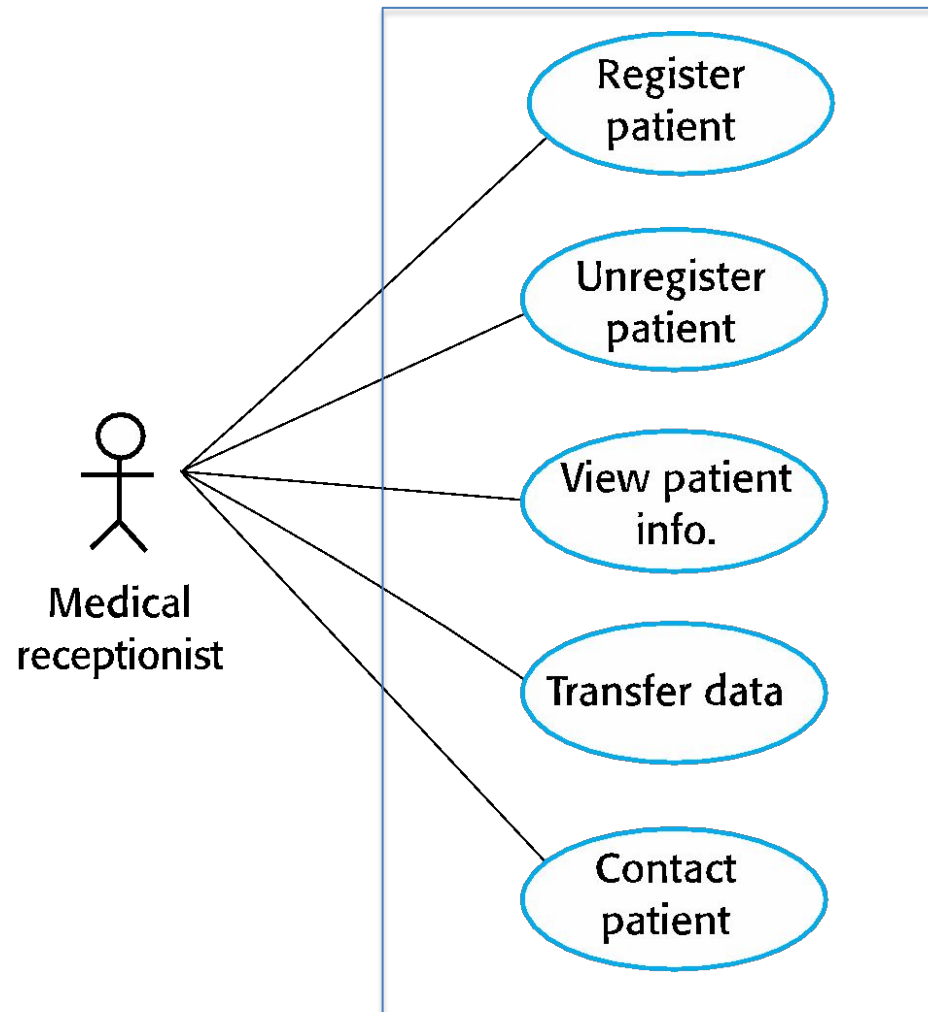 Register
patient
Unregister
patient
View patient
info.
Medical
receptionist
Transfer data
Contact
patient